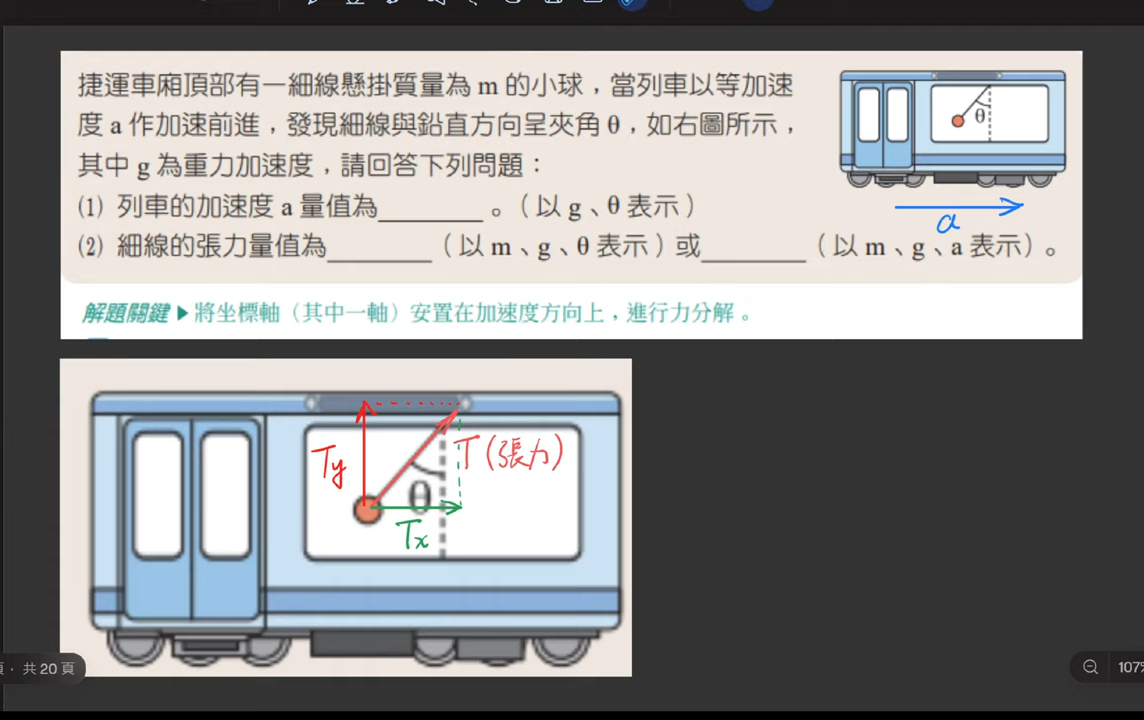 捷運車廂頂部有一細線懸掛質量為 m 的小球，當列車以等加速
度 a 作加速前進，發現細線與鉛直方向呈夾角 θ，如右圖所示，
其中 g 為重力加速度，請回答下列問題：
(1) 列車的加速度 a 量值為________。（以 g、θ 表示）
(2) 細線的張力量值為________（以 m、g、θ 表示）或________（以 m、g、a 表示）。
θ
a
解題關鍵▶將坐標軸（其中一軸）安置在加速度方向上，進行力分解。
Ty
T(張力)
θ
Tx
頁．共 20 頁
107%